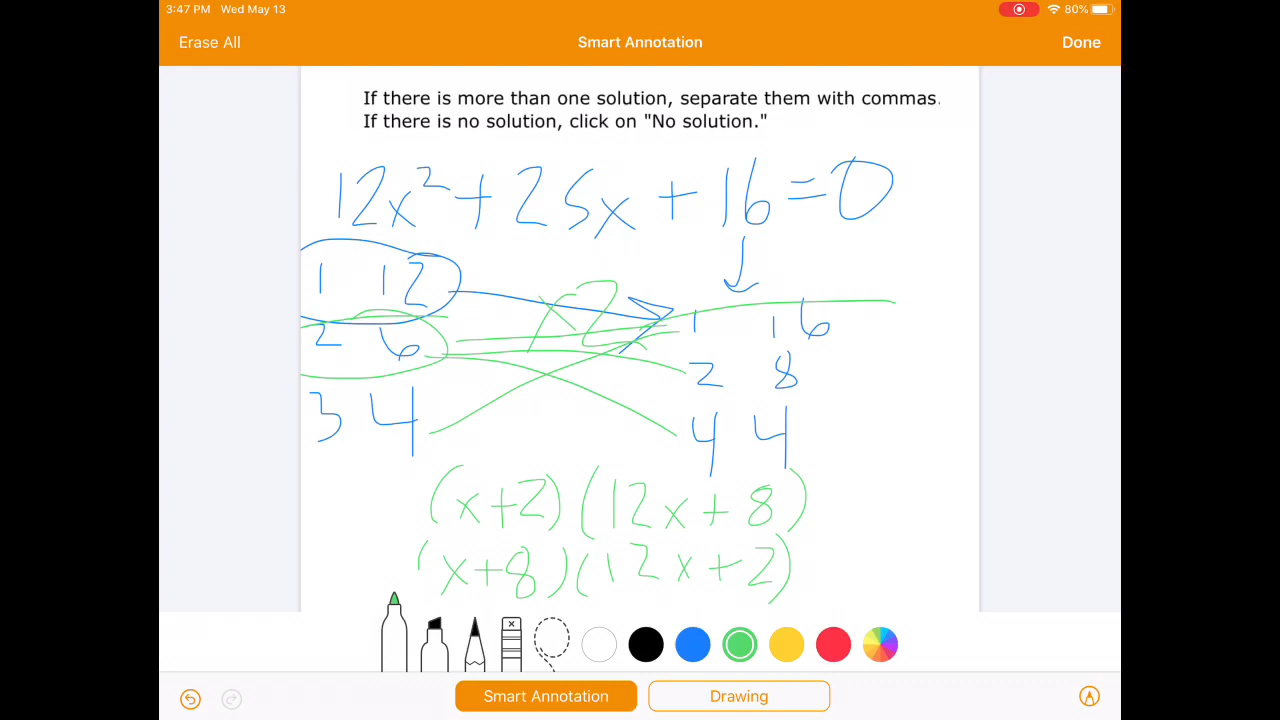 3:47 PM Wed May 13 80%
Erase All Smart Annotation Done
If there is more than one solution, separate them with commas.
If there is no solution, click on "No solution."
12x² + 25x + 16 = 0
1 12 x2 1 16
2 6 2 8
3 4 4 4
(x+2)(12x+8)
(x+8)(12x+2)
Smart Annotation Drawing